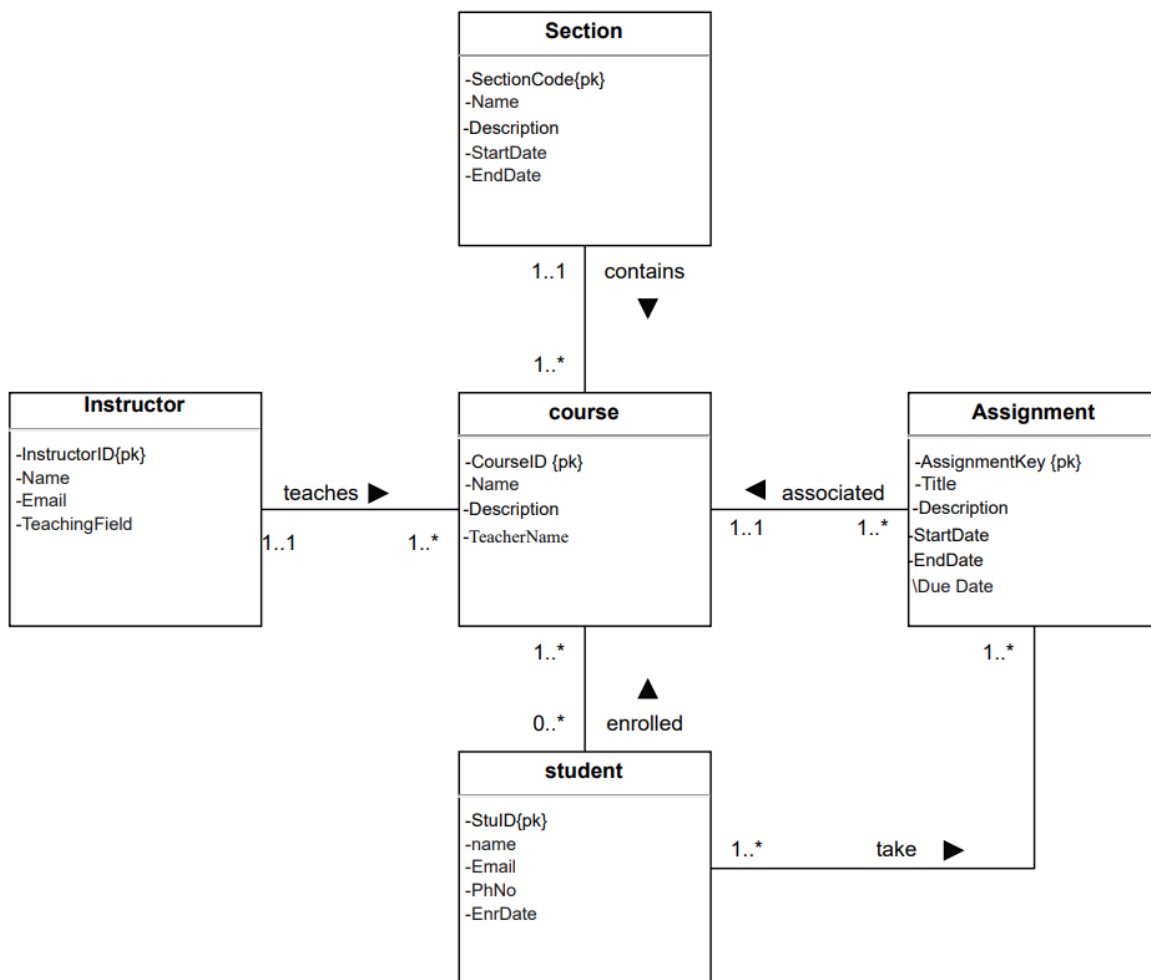 Section
-SectionCode{pk}
-Name
-Description
-StartDate
-EndDate
1..1 contains
1..*
Instructor
-InstructorID{pk}
-Name
-Email
-TeachingField
teaches
1..1 1..*
course
-CourseID {pk}
-Name
-Description
-TeacherName
associated
1..1 1..*
Assignment
-AssignmentKey {pk}
-Title
-Description
-StartDate
-EndDate
\Due Date
1..*
1..*
0..* enrolled
student
-StuID{pk}
-name
-Email
-PhNo
-EnrDate
1..* take